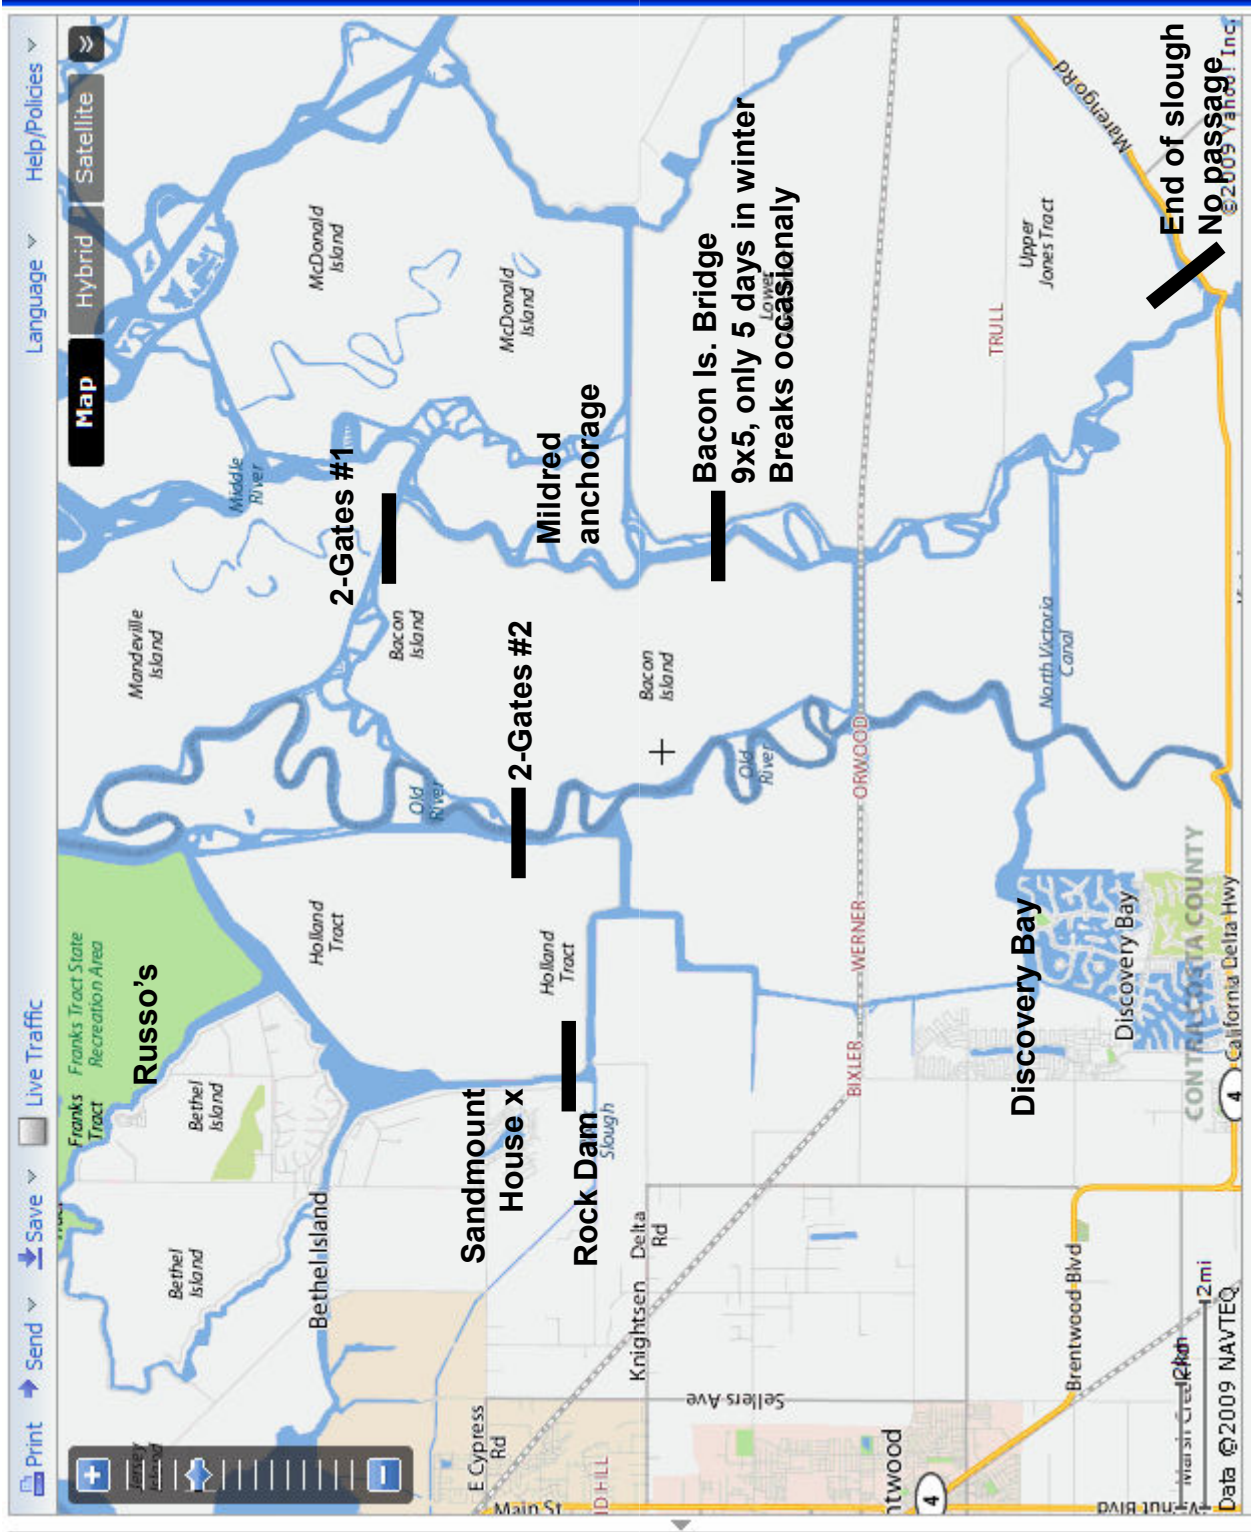 Print
Send
Save
Live Traffic
Language
Help/Policies
Map
Hybrid
Satellite
Franks
Tract
Franks Tract State
Recreation Area
Russo's
Bethel
Island
Bethel
Island
Bethel Island
Mandeville
Island
Middle
River
McDonald
Island
McDonald
Island
Holland
Tract
Holland
Tract
Old
River
Bacon
Island
2-Gates #1
2-Gates #2
Mildred
anchorage
Sandmount
House x
Rock Dam
Slough
E Cypress
Rd
Main St
Knightsen
Delta
Rd
Sellers Ave
Bacon
Island
Old
River
Bacon Is. Bridge
9x5, only 5 days in winter
Breaks occasionaly
Lower
BIXLER
WERNER
ORWOOD
TRULL
Upper
Jones Tract
North Victoria
Canal
Marengo Rd
End of slough
No passage
Discovery Bay
Discovery Bay
CONTRA COSTA COUNTY
California Delta Hwy
4
Brentwood Blvd
ntwood
4
2mi
Data ©2009 NAVTEQ
©2009 Yahoo! Inc.